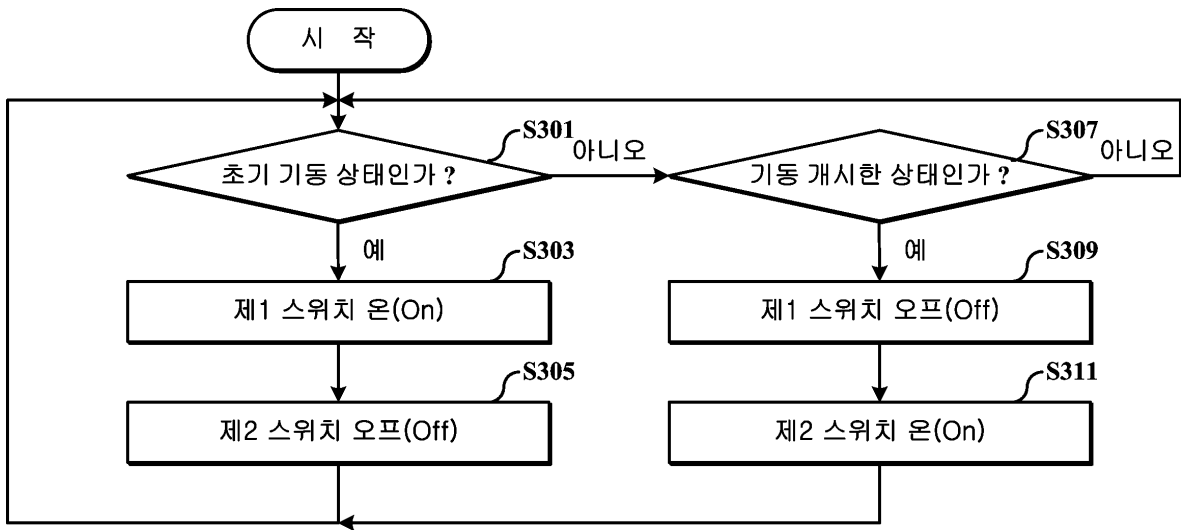 시 작
S301
초기 기동 상태인가 ?
아니오
S307
기동 개시한 상태인가 ?
아니오
예
S303
제1 스위치 온(On)
예
S309
제1 스위치 오프(Off)
S305
제2 스위치 오프(Off)
S311
제2 스위치 온(On)